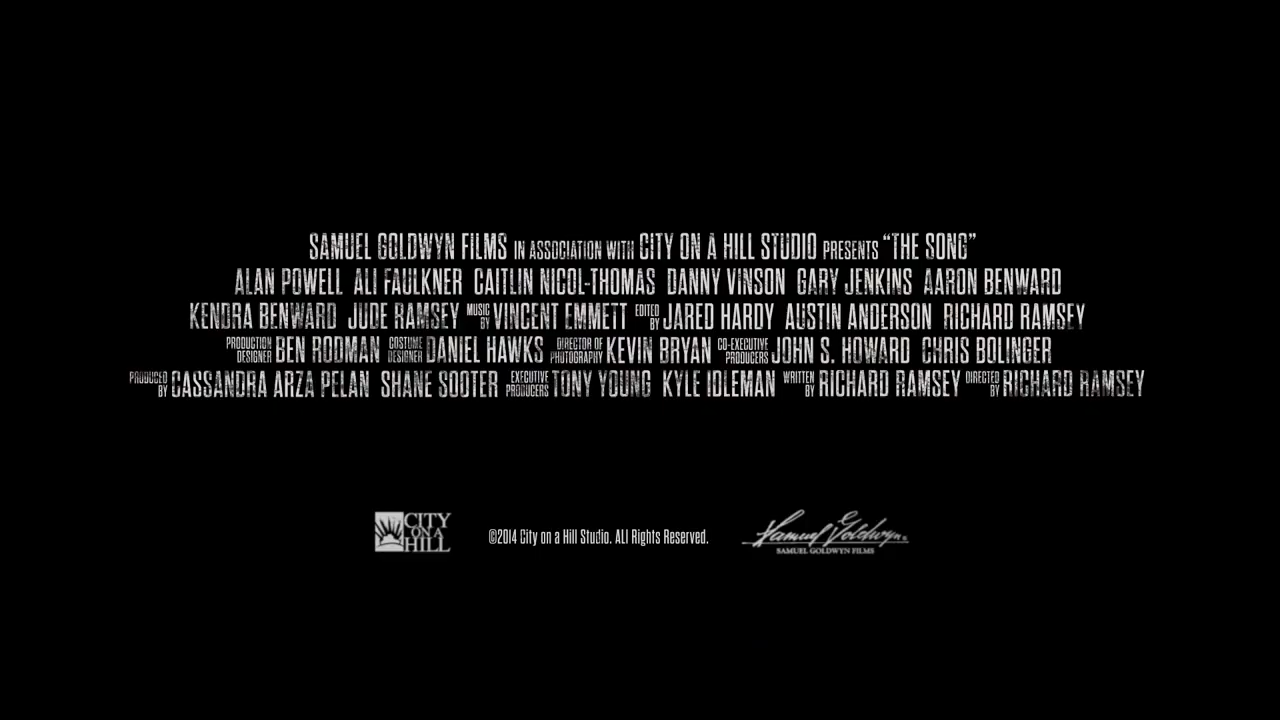 SAMUEL GOLDWYN FILMS IN ASSOCIATION WITH CITY ON A HILL STUDIO PRESENTS “THE SONG”
ALAN POWELL ALI FAULKNER CAITLIN NICOL-THOMAS DANNY VINSON GARY JENKINS AARON BENWARD
KENDRA BENWARD JUDE RAMSEY MUSIC BY VINCENT EMMETT EDITED BY JARED HARDY AUSTIN ANDERSON RICHARD RAMSEY
PRODUCTION DESIGNER BEN RODMAN COSTUME DESIGNER DANIEL HAWKS DIRECTOR OF PHOTOGRAPHY KEVIN BRYAN CO-EXECUTIVE PRODUCERS JOHN S. HOWARD CHRIS BOLINGER
PRODUCED BY CASSANDRA ARZA PELAN SHANE SOOTER EXECUTIVE PRODUCERS TONY YOUNG KYLE IDLEMAN WRITTEN BY RICHARD RAMSEY DIRECTED BY RICHARD RAMSEY
CITY
ON A
HILL
©2014 City on a Hill Studio. All Rights Reserved.
Samuel Goldwyn
SAMUEL GOLDWYN FILMS